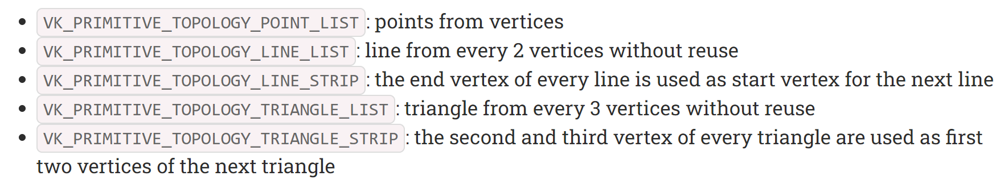 • VK_PRIMITIVE_TOPOLOGY_POINT_LIST: points from vertices
• VK_PRIMITIVE_TOPOLOGY_LINE_LIST: line from every 2 vertices without reuse
• VK_PRIMITIVE_TOPOLOGY_LINE_STRIP: the end vertex of every line is used as start vertex for the next line
• VK_PRIMITIVE_TOPOLOGY_TRIANGLE_LIST: triangle from every 3 vertices without reuse
• VK_PRIMITIVE_TOPOLOGY_TRIANGLE_STRIP: the second and third vertex of every triangle are used as first
two vertices of the next triangle